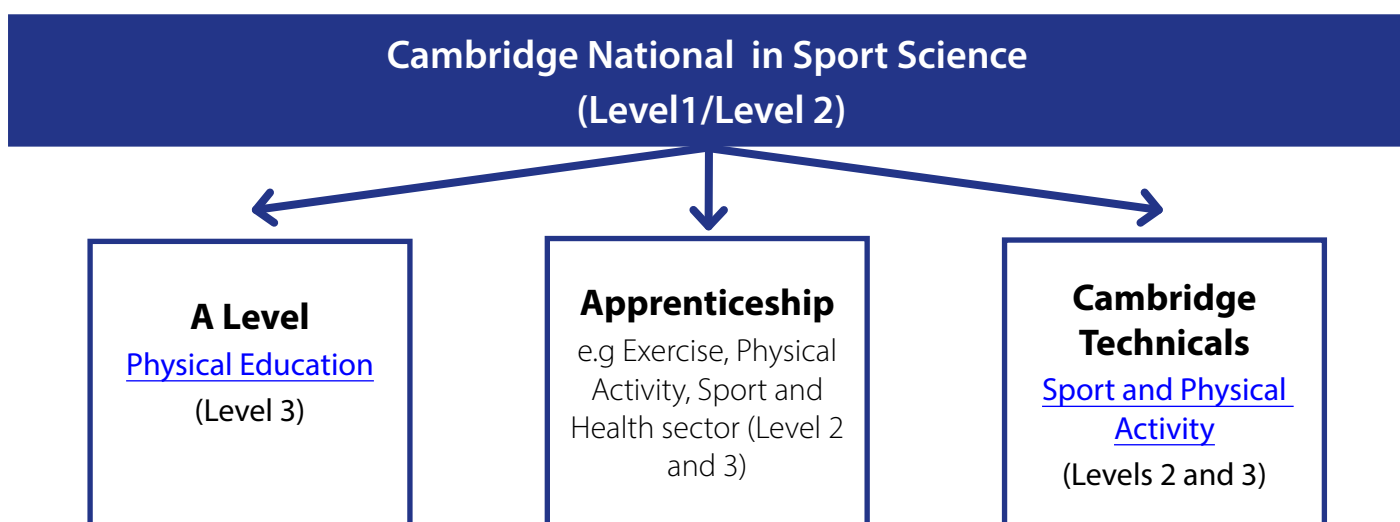 Cambridge National in Sport Science
(Level1/Level 2)
A Level
Physical Education
(Level 3)
Apprenticeship
e.g Exercise, Physical
Activity, Sport and
Health sector (Level 2
and 3)
Cambridge
Technicals
Sport and Physical
Activity
(Levels 2 and 3)